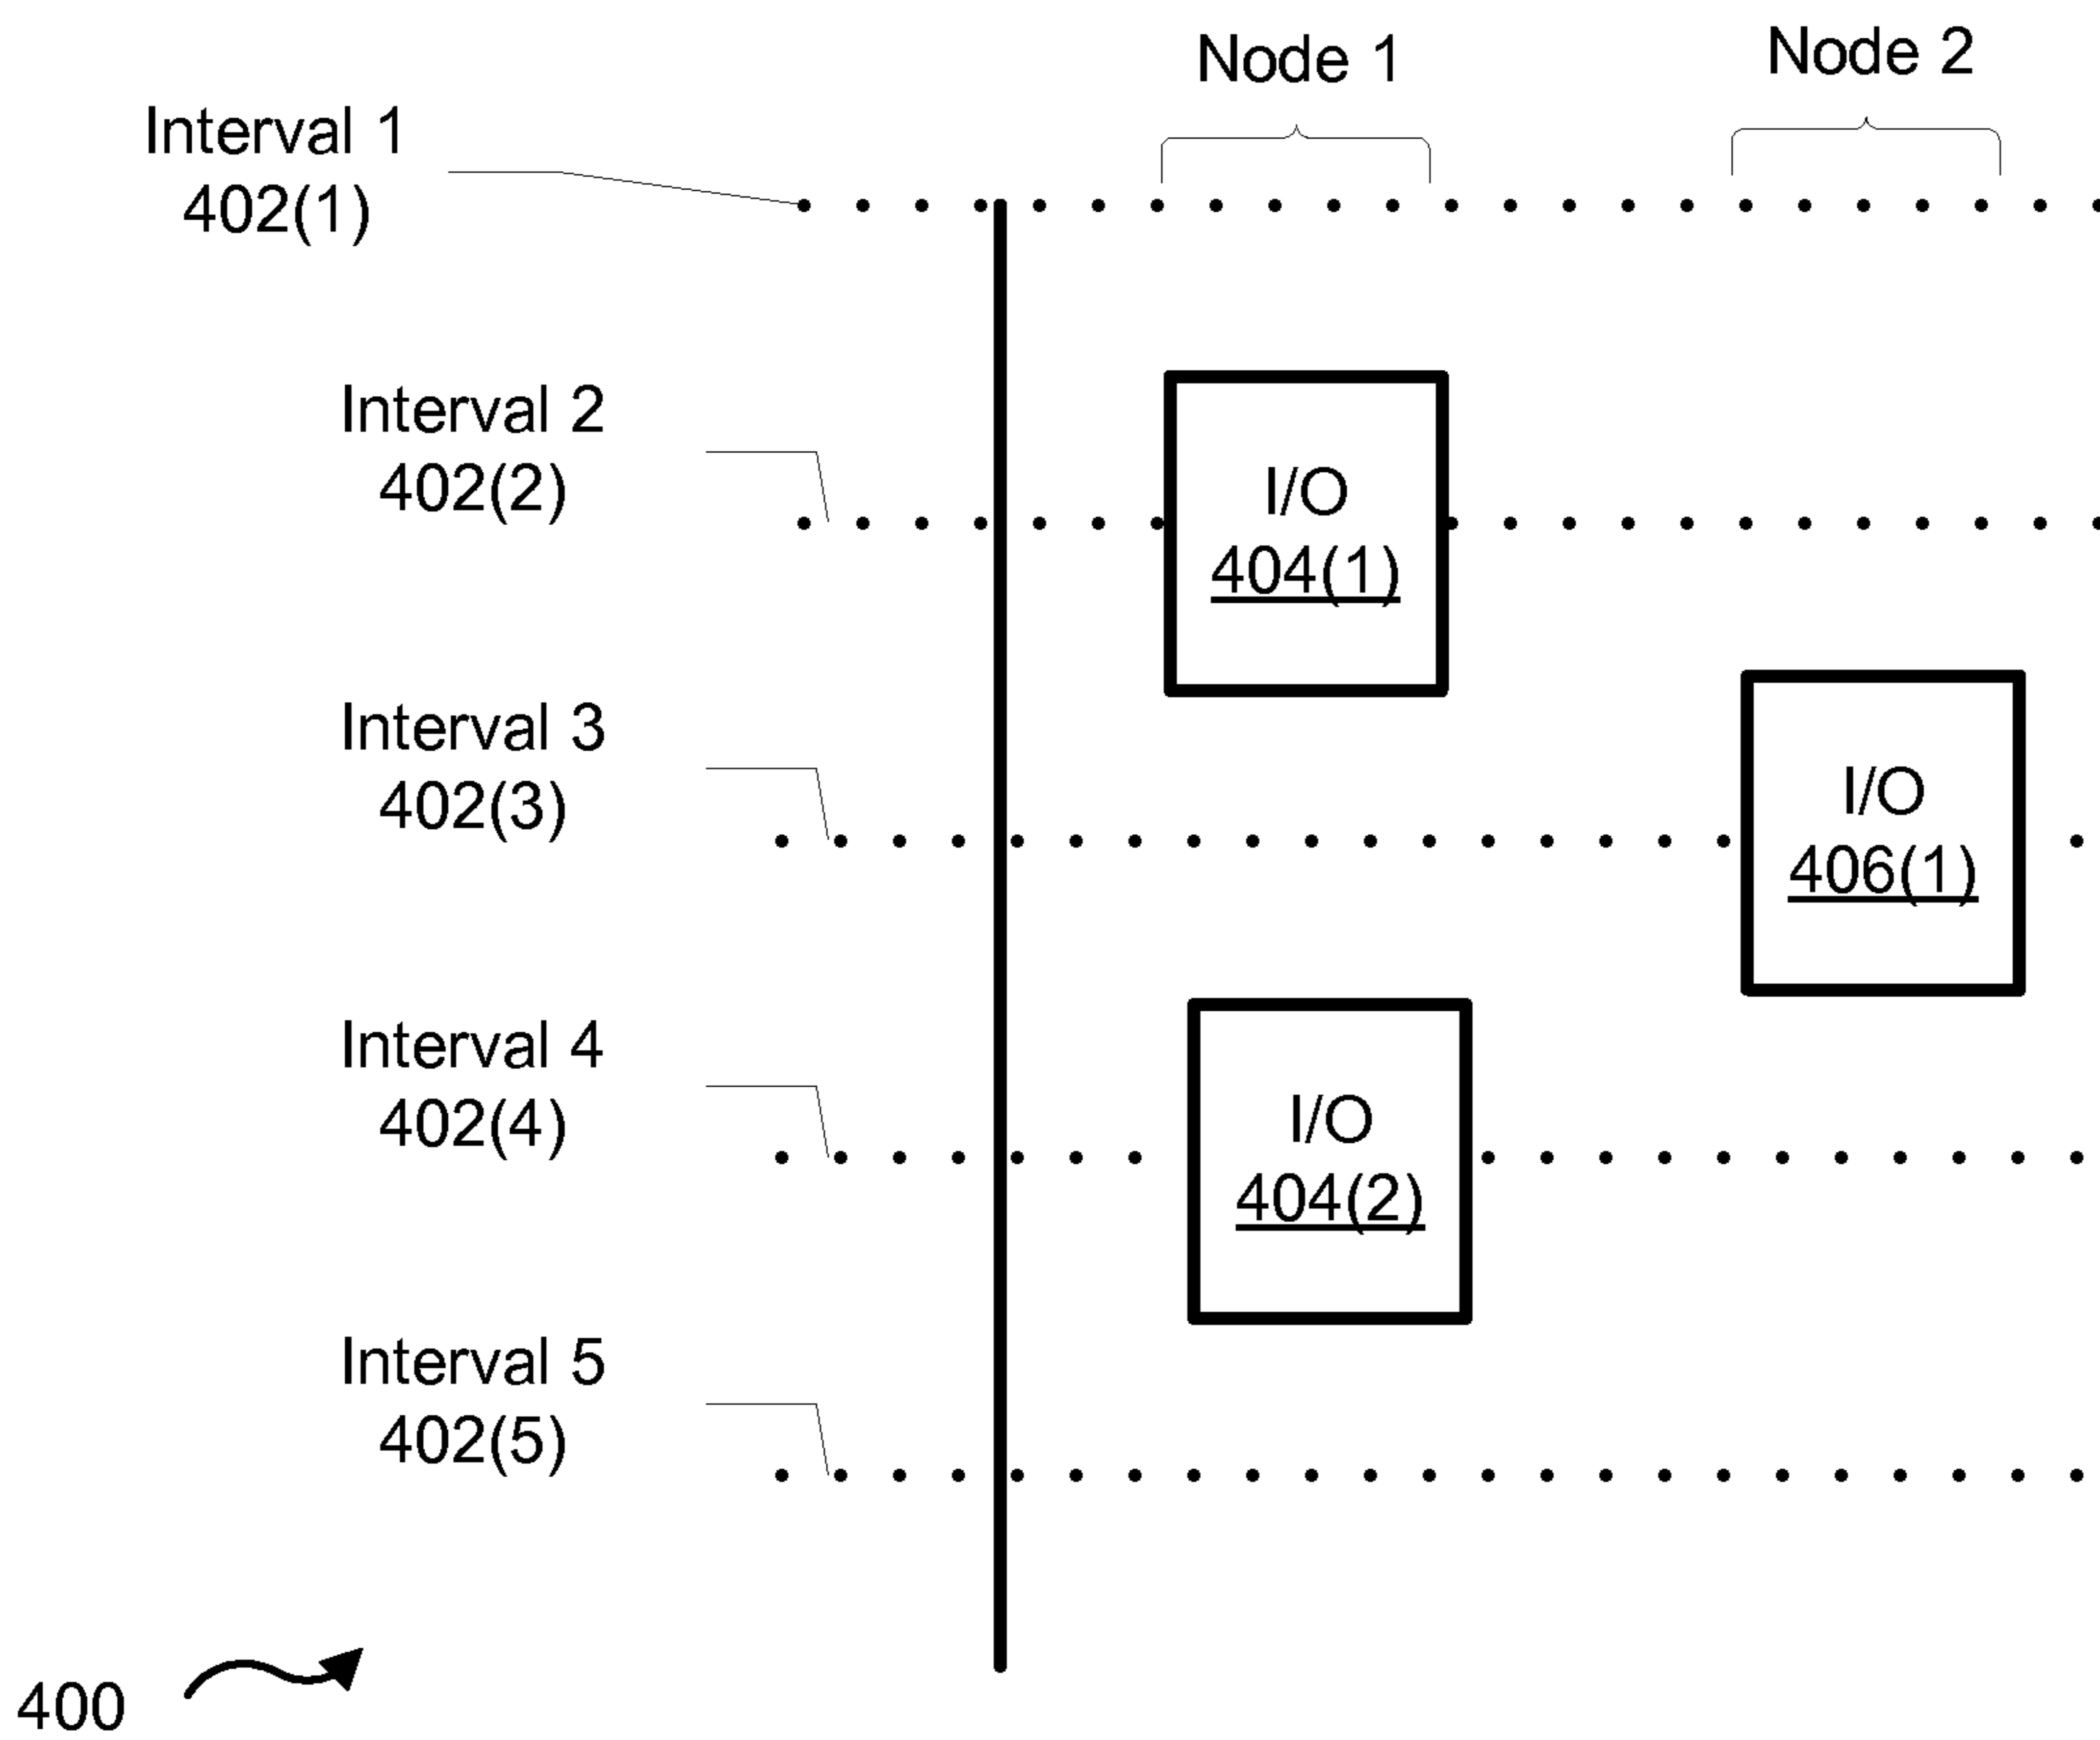 Node 1
Node 2
Interval 1
402(1)
Interval 2
402(2)
I/O
404(1)
Interval 3
402(3)
I/O
406(1)
Interval 4
402(4)
I/O
404(2)
Interval 5
402(5)
400